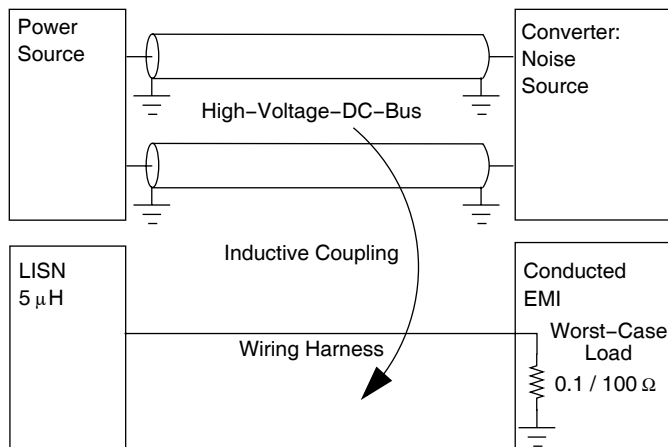 Power
Source
Converter:
Noise
Source
High–Voltage–DC–Bus
Inductive Coupling
LISN
5 µH
Conducted
EMI
Wiring Harness
Worst–Case
Load
0.1 / 100 Ω